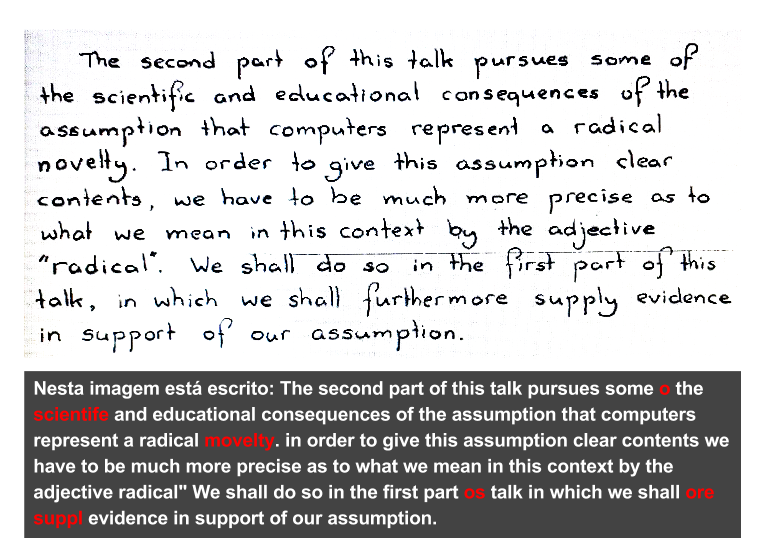 The second part of this talk pursues some of
the scientific and educational consequences of the
assumption that computers represent a radical
novelty. In order to give this assumption clear
contents, we have to be much more precise as to
what we mean in this context by the adjective
"radical". We shall do so in the first part of this
talk, in which we shall furthermore supply evidence
in support of our assumption.
Nesta imagem está escrito: The second part of this talk pursues some o the
scientife and educational consequences of the assumption that computers
represent a radical movelty. in order to give this assumption clear contents we
have to be much more precise as to what we mean in this context by the
adjective radical" We shall do so in the first part os talk in which we shall ore
suppl evidence in support of our assumption.